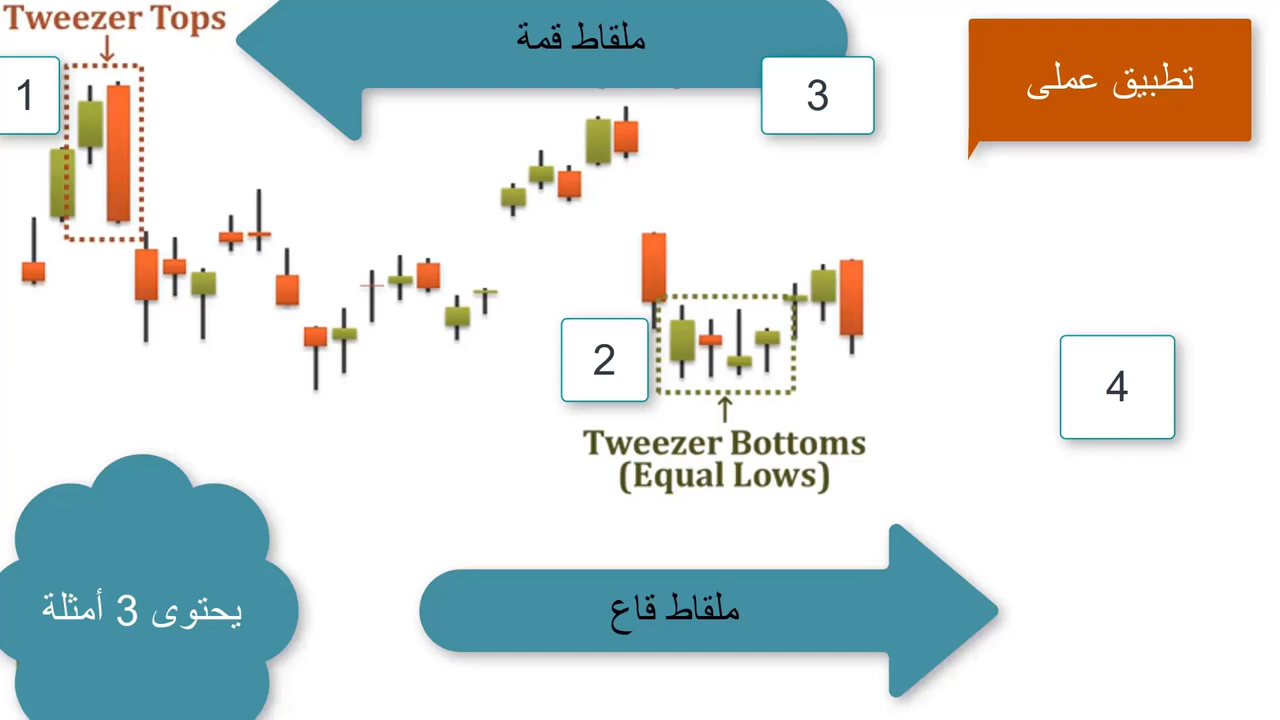 Tweezer Tops
ملقاط قمة
تطبيق عملى
1
3
2
4
Tweezer Bottoms
(Equal Lows)
يحتوى 3 أمثلة
ملقاط قاع